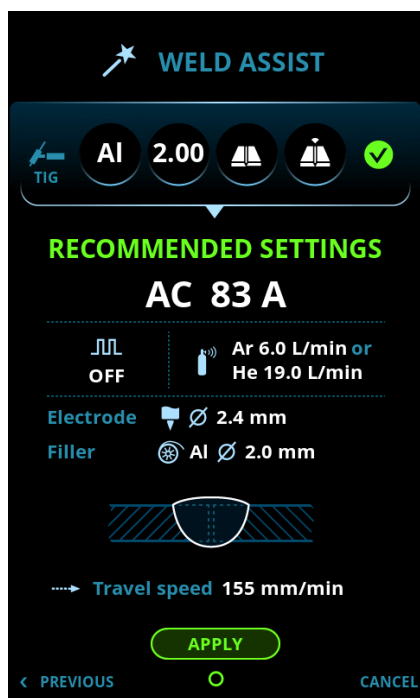 WELD ASSIST
TIG
Al
2.00
RECOMMENDED SETTINGS
AC 83 A
OFF
Ar 6.0 L/min or
He 19.0 L/min
Electrode Ø 2.4 mm
Filler Al Ø 2.0 mm
Travel speed 155 mm/min
APPLY
‹ PREVIOUS
CANCEL